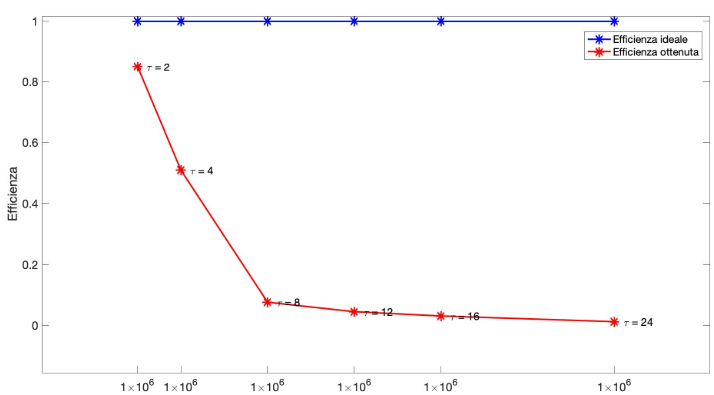 1
Efficienza ideale
Efficienza ottenuta
τ = 2
0.8
0.6
τ = 4
Efficienza
0.4
0.2
τ = 8
τ = 12
τ = 16
τ = 24
0
1×10⁶ 1×10⁶ 1×10⁶ 1×10⁶ 1×10⁶ 1×10⁶